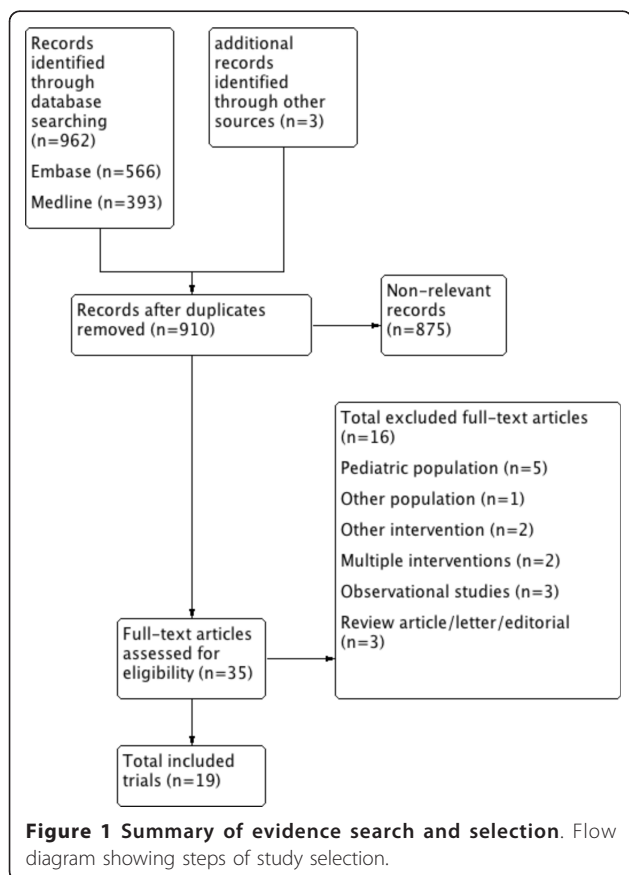 Records
identified
through
database
searching
(n=962)
Embase (n=566)
Medline (n=393)
additional
records
identified
through other
sources (n=3)
Records after duplicates
removed (n=910)
Non-relevant
records
(n=875)
Total excluded full-text articles
(n=16)
Pediatric population (n=5)
Other population (n=1)
Other intervention (n=2)
Multiple interventions (n=2)
Observational studies (n=3)
Review article/letter/editorial
(n=3)
Full-text articles
assessed for
eligibility (n=35)
Total included
trials (n=19)
Figure 1 Summary of evidence search and selection. Flow
diagram showing steps of study selection.